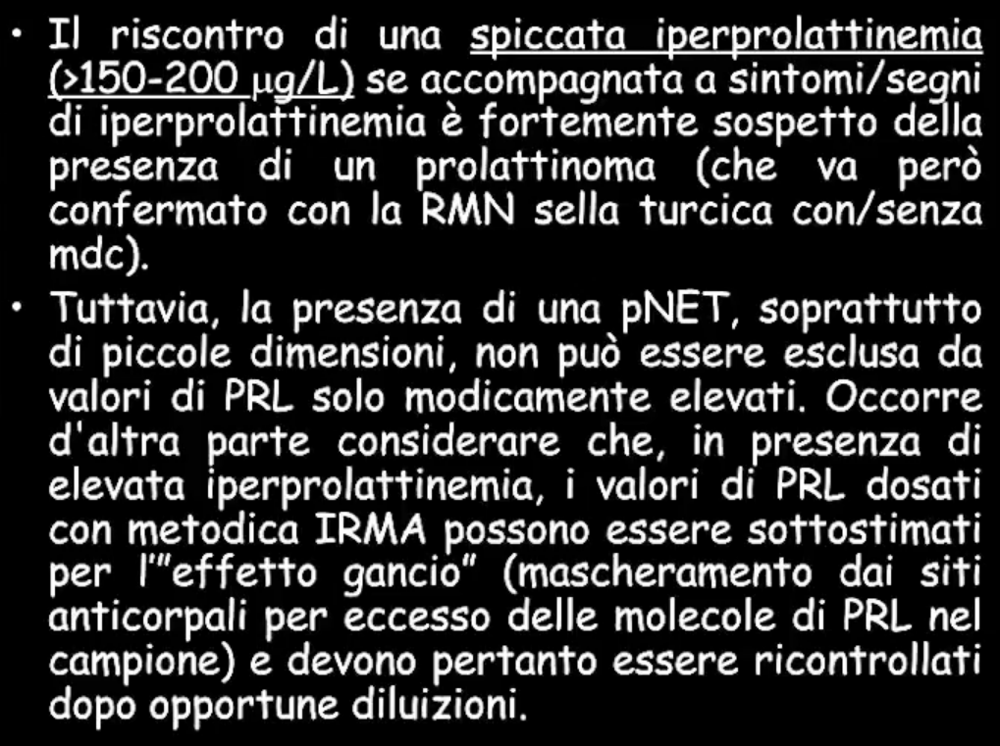 • Il riscontro di una spiccata iperprolattinemia
(>150-200 μg/L) se accompagnata a sintomi/segni
di iperprolattinemia è fortemente sospetto della
presenza di un prolattinoma (che va però
confermato con la RMN sella turcica con/senza
mdc).
• Tuttavia, la presenza di una pNET, soprattutto
di piccole dimensioni, non può essere esclusa da
valori di PRL solo modicamente elevati. Occorre
d'altra parte considerare che, in presenza di
elevata iperprolattinemia, i valori di PRL dosati
con metodica IRMA possono essere sottostimati
per l'"effetto gancio" (mascheramento dai siti
anticorpali per eccesso delle molecole di PRL nel
campione) e devono pertanto essere ricontrollati
dopo opportune diluizioni.